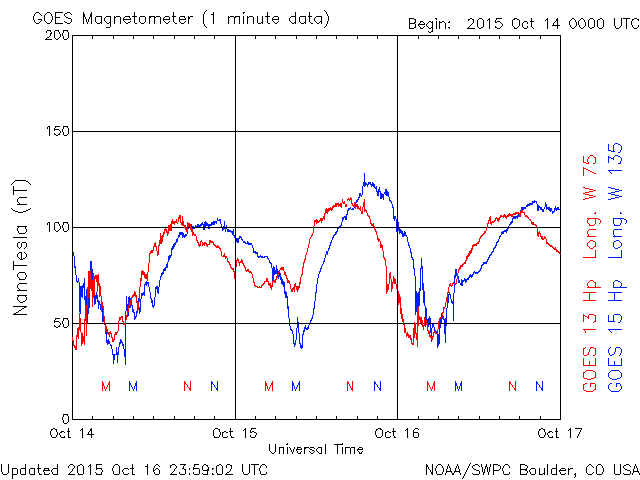 GOES Magnetometer (1 minute data)
Begin: 2015 Oct 14 0000 UTC
200
150
100
50
0
NanoTesla (nT)
M M N N M M N N M M N N
Oct 14 Oct 15 Oct 16 Oct 17
Universal Time
GOES 13 Hp Long. W 75
GOES 15 Hp Long. W 135
Updated 2015 Oct 16 23:59:02 UTC
NOAA/SWPC Boulder, CO USA